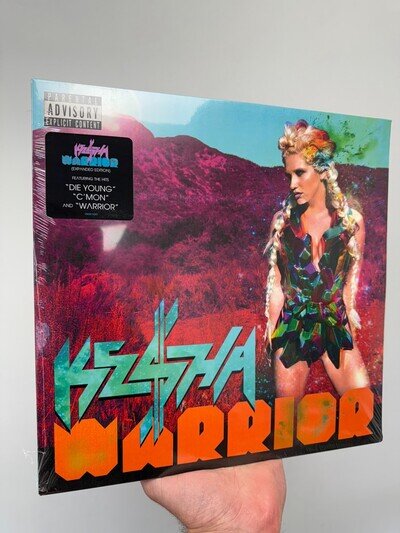 PARENTAL
ADVISORY
EXPLICIT CONTENT
KE$HA
WARRIOR
(EXPANDED EDITION)
FEATURING THE HITS
"DIE YOUNG"
"C'MON"
AND "WARRIOR"
KE$HA
WARRIOR